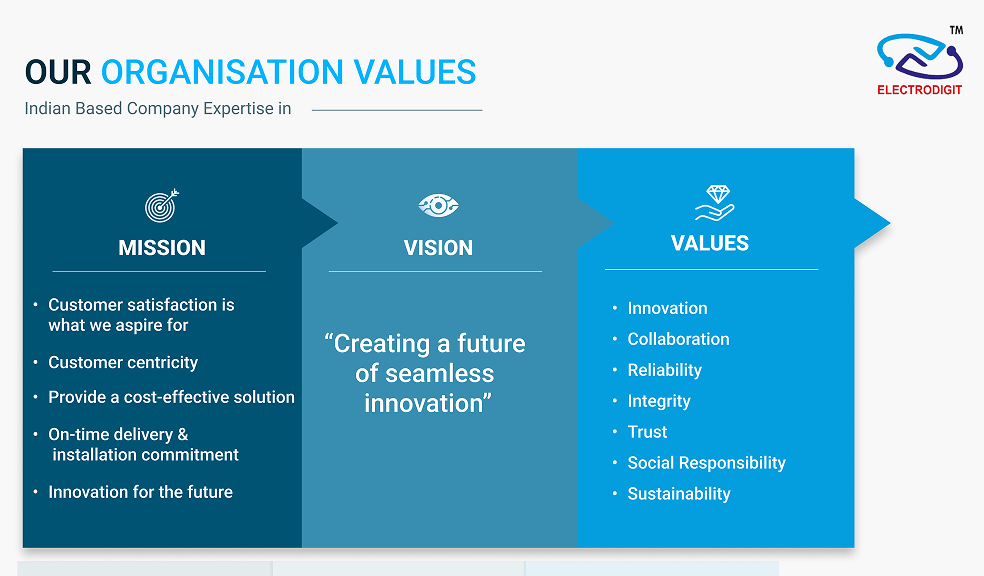 TM
ELECTRODIGIT
OUR ORGANISATION VALUES
Indian Based Company Expertise in
MISSION
• Customer satisfaction is
what we aspire for
• Customer centricity
• Provide a cost-effective solution
• On-time delivery &
installation commitment
• Innovation for the future
VISION
“Creating a future
of seamless
innovation”
VALUES
• Innovation
• Collaboration
• Reliability
• Integrity
• Trust
• Social Responsibility
• Sustainability